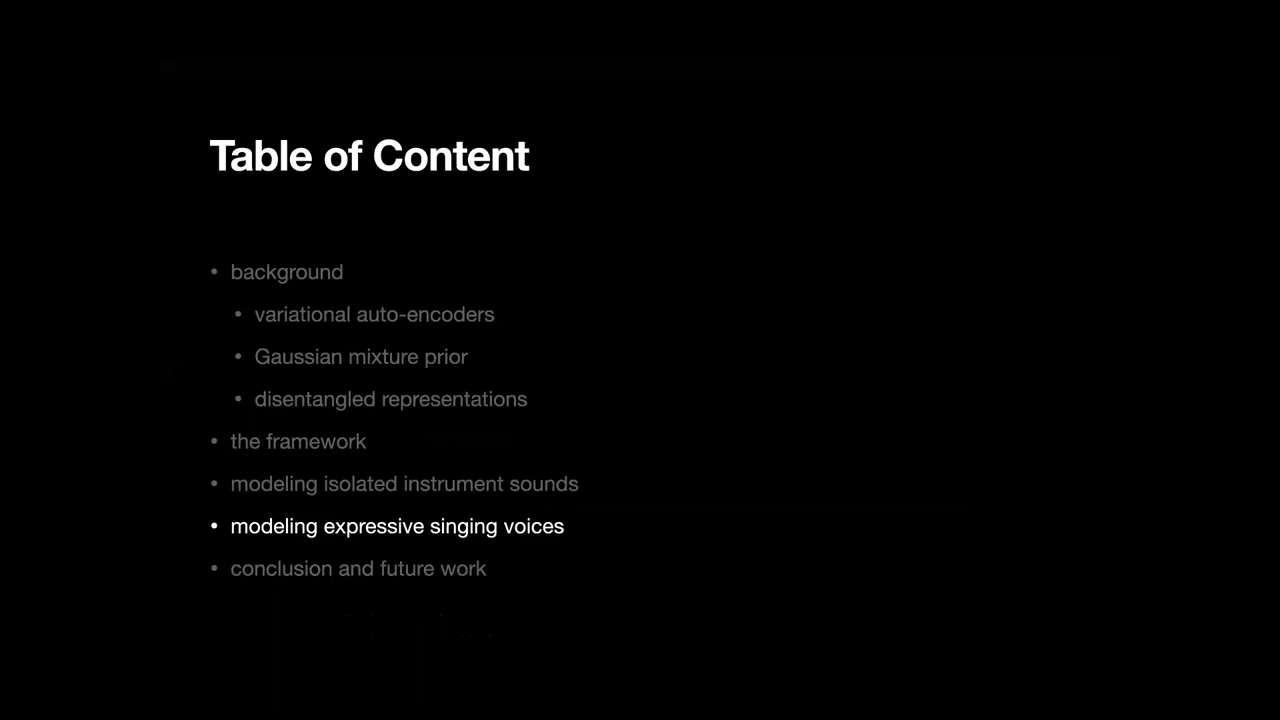 Table of Content
• background
• variational auto-encoders
• Gaussian mixture prior
• disentangled representations
• the framework
• modeling isolated instrument sounds
• modeling expressive singing voices
• conclusion and future work